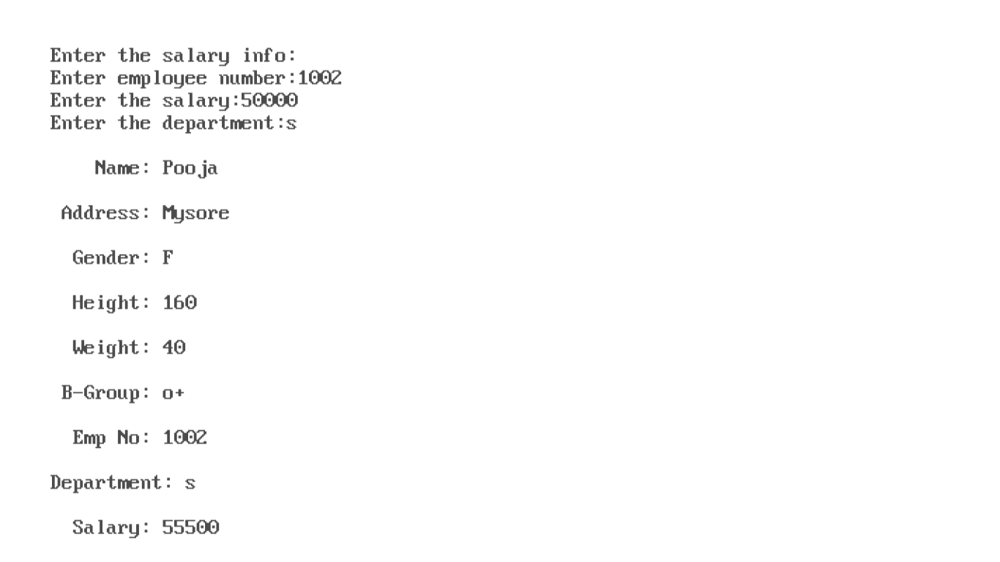 Enter the salary info:
Enter employee number:1002
Enter the salary:50000
Enter the department:s
Name: Pooja
Address: Mysore
Gender: F
Height: 160
Weight: 40
B-Group: o+
Emp No: 1002
Department: s
Salary: 55500